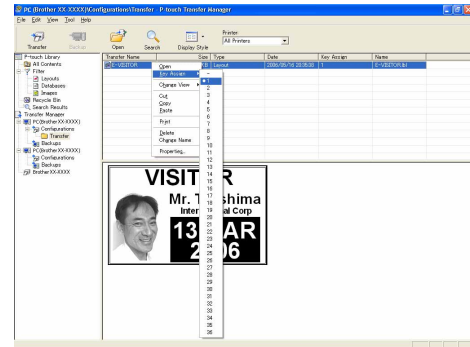 PC (Brother XX-XXXX)\Configurations\Transfer - P-touch Transfer Manager
File Edit View Tool Help
Transfer Backup Open Search Display Style
Printer
All Printers
P-touch Library
All Contents
Filter
Layouts
Databases
Images
Recycle Bin
Search Results
Transfer Manager
PC(Brother XX-XXXX)
Configurations
Transfer
Backups
PC(Brother XX-XXXX)
Configurations
Backups
Brother XX-XXXX
Transfer Name Size Type Date Key Assign Name
E-VISITOR Layout 1 E-VISITOR.lbl
Open
Key Assign
Change View
Cut
Copy
Paste
Print
Delete
Change Name
Properties...
-
1
2
3
4
5
6
7
8
9
10
11
12
13
14
15
16
17
18
19
20
21
22
23
24
25
26
27
28
29
30
31
32
33
34
35
36
VISIT R
Mr. T shima
Inter al Corp
13 AR
2 06